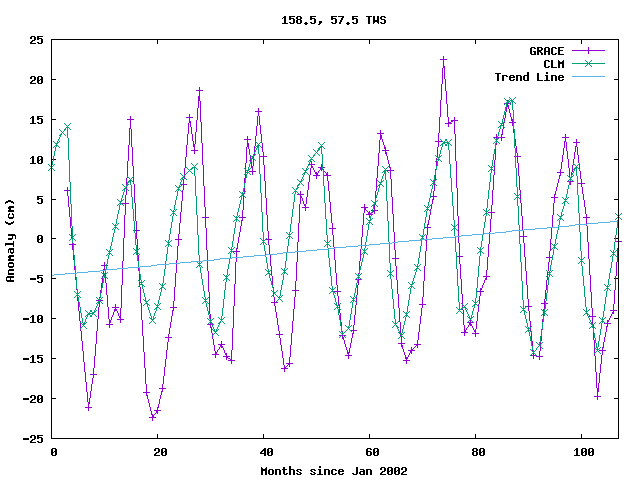 158.5, 57.5 TWS
GRACE
CLM
Trend Line
25
20
15
10
5
0
-5
-10
-15
-20
-25
Anomaly (cm)
0 20 40 60 80 100
Months since Jan 2002